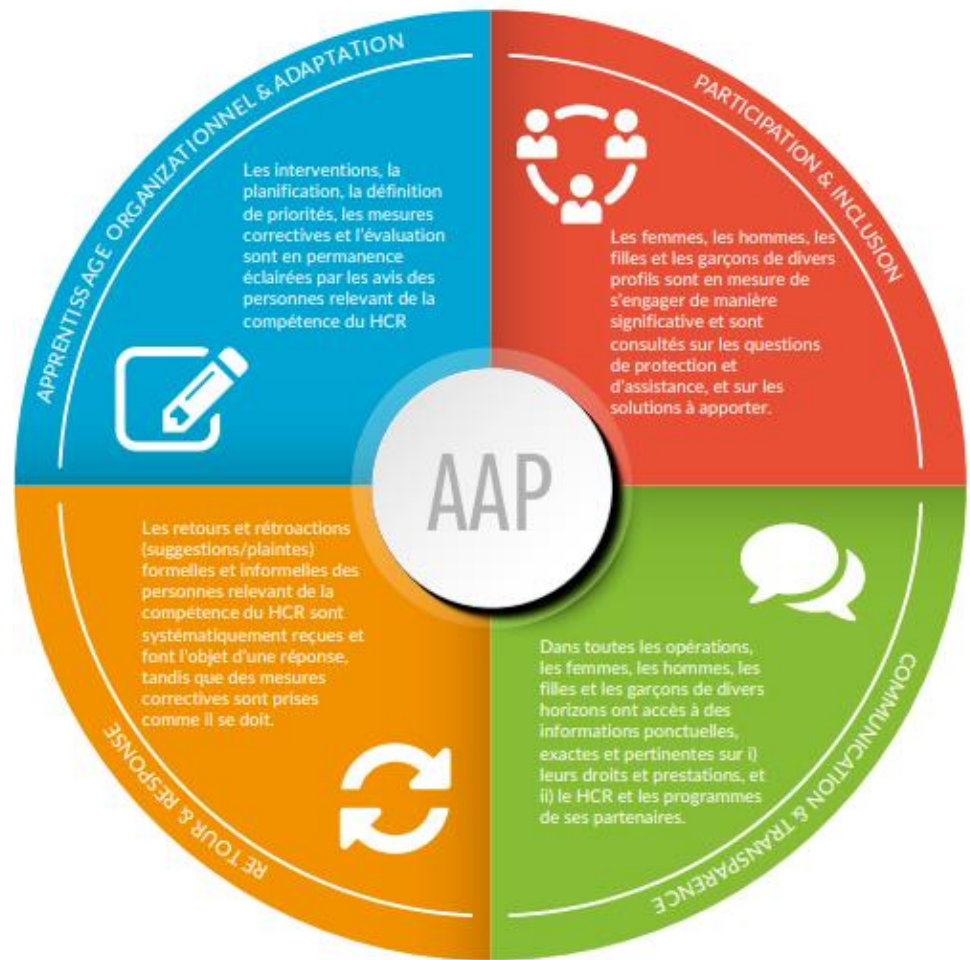 APPRENTISSAGE ORGANIZATIONNEL & ADAPTATION
Les interventions, la
planification, la définition
de priorités, les mesures
correctives et l'évaluation
sont en permanence
éclairées par les avis des
personnes relevant de la
compétence du HCR
PARTICIPATION & INCLUSION
Les femmes, les hommes, les
filles et les garçons de divers
profils sont en mesure de
s'engager de manière
significative et sont
consultés sur les questions
de protection et
d'assistance, et sur les
solutions à apporter.
AAP
Les retours et rétroactions
(suggestions/plaintes)
formelles et informelles des
personnes relevant de la
compétence du HCR sont
systématiquement reçues et
font l'objet d'une réponse,
tandis que des mesures
correctives sont prises
comme il se doit.
RETOUR & RESPONSE
Dans toutes les opérations,
les femmes, les hommes, les
filles et les garçons de divers
horizons ont accès à des
informations ponctuelles,
exactes et pertinentes sur i)
leurs droits et prestations, et
ii) le HCR et les programmes
de ses partenaires.
COMMUNICATION & TRANSPARENCE